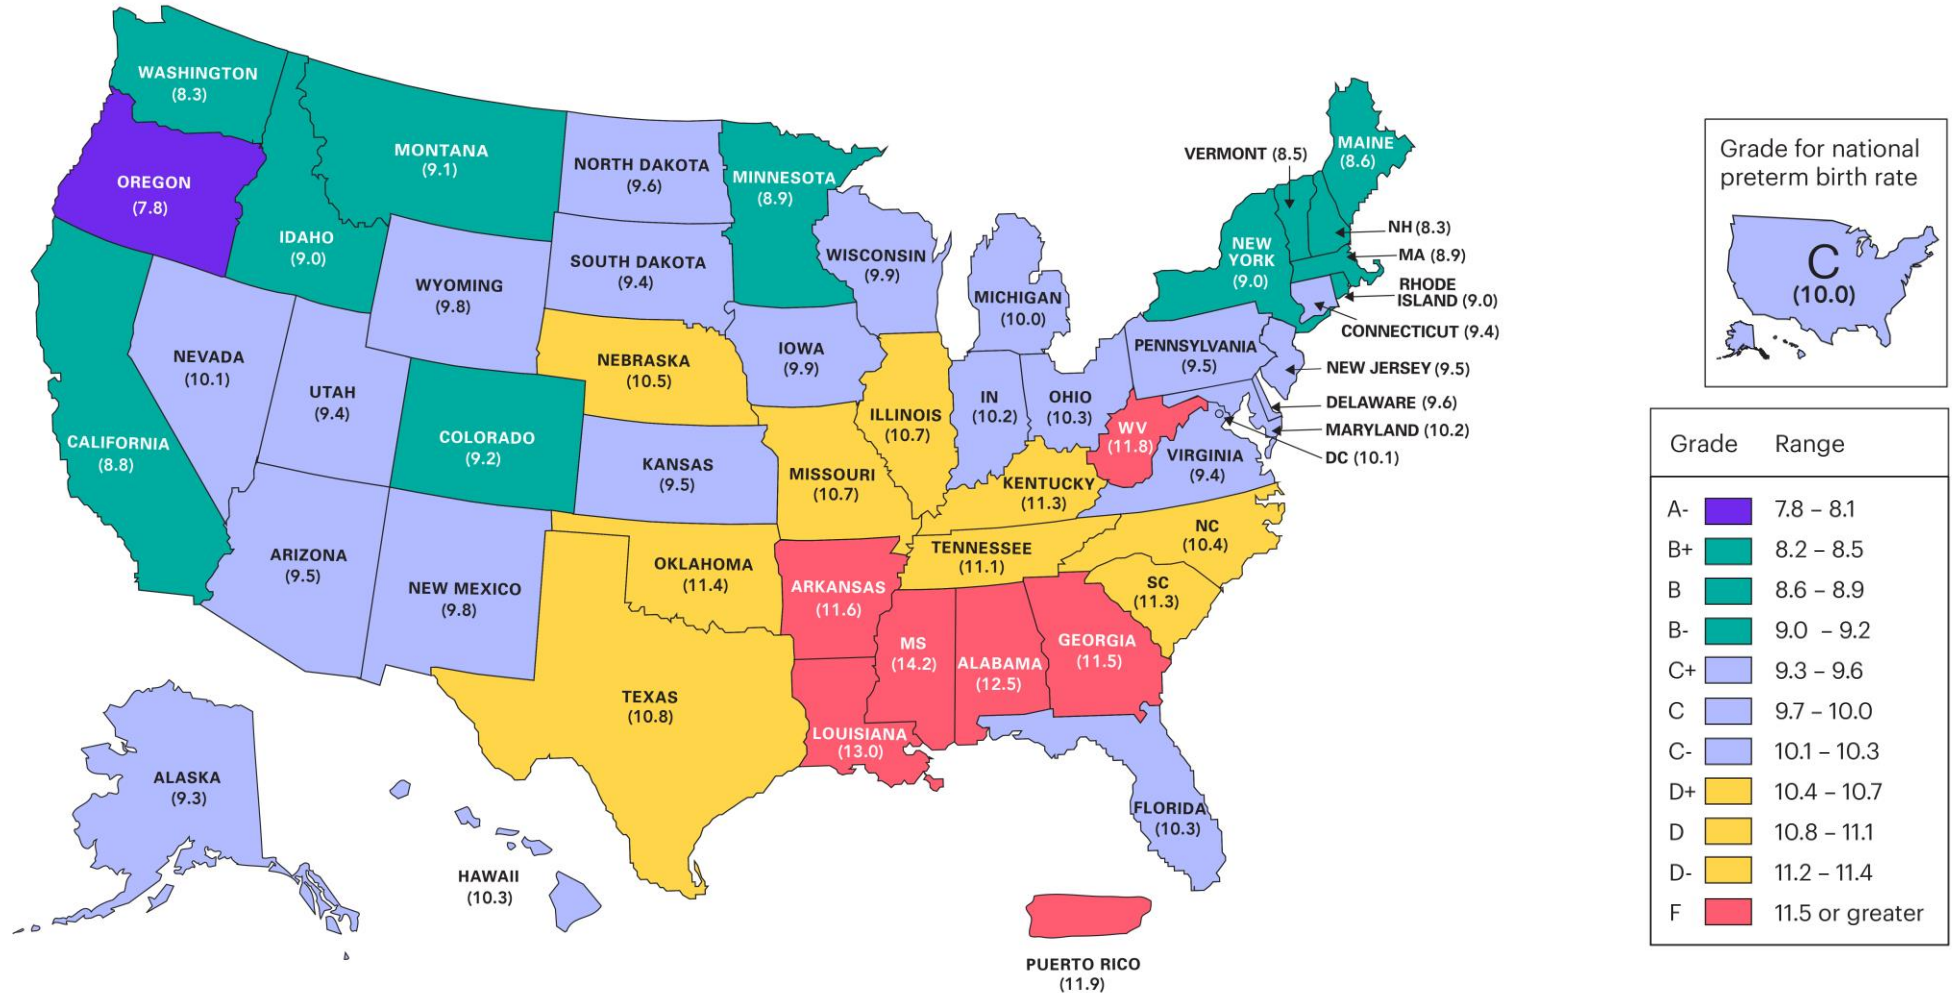 WASHINGTON
(8.3)
OREGON
(7.8)
CALIFORNIA
(8.8)
IDAHO
(9.0)
MONTANA
(9.1)
NEVADA
(10.1)
UTAH
(9.4)
WYOMING
(9.8)
COLORADO
(9.2)
ARIZONA
(9.5)
NEW MEXICO
(9.8)
NORTH DAKOTA
(9.6)
SOUTH DAKOTA
(9.4)
NEBRASKA
(10.5)
KANSAS
(9.5)
OKLAHOMA
(11.4)
TEXAS
(10.8)
MINNESOTA
(8.9)
IOWA
(9.9)
MISSOURI
(10.7)
ARKANSAS
(11.6)
LOUISIANA
(13.0)
WISCONSIN
(9.9)
ILLINOIS
(10.7)
MICHIGAN
(10.0)
IN
(10.2)
OHIO
(10.3)
KENTUCKY
(11.3)
TENNESSEE
(11.1)
MS
(14.2)
ALABAMA
(12.5)
GEORGIA
(11.5)
FLORIDA
(10.3)
SC
(11.3)
NC
(10.4)
VIRGINIA
(9.4)
WV
(11.8)
PENNSYLVANIA
(9.5)
NEW
YORK
(9.0)
VERMONT (8.5)
MAINE
(8.6)
NH (8.3)
MA (8.9)
RHODE
ISLAND (9.0)
CONNECTICUT (9.4)
NEW JERSEY (9.5)
DELAWARE (9.6)
MARYLAND (10.2)
DC (10.1)
ALASKA
(9.3)
HAWAII
(10.3)
PUERTO RICO
(11.9)
Grade for national
preterm birth rate
C
(10.0)
Grade Range
A- 7.8 – 8.1
B+ 8.2 – 8.5
B 8.6 – 8.9
B- 9.0 – 9.2
C+ 9.3 – 9.6
C 9.7 – 10.0
C- 10.1 – 10.3
D+ 10.4 – 10.7
D 10.8 – 11.1
D- 11.2 – 11.4
F 11.5 or greater